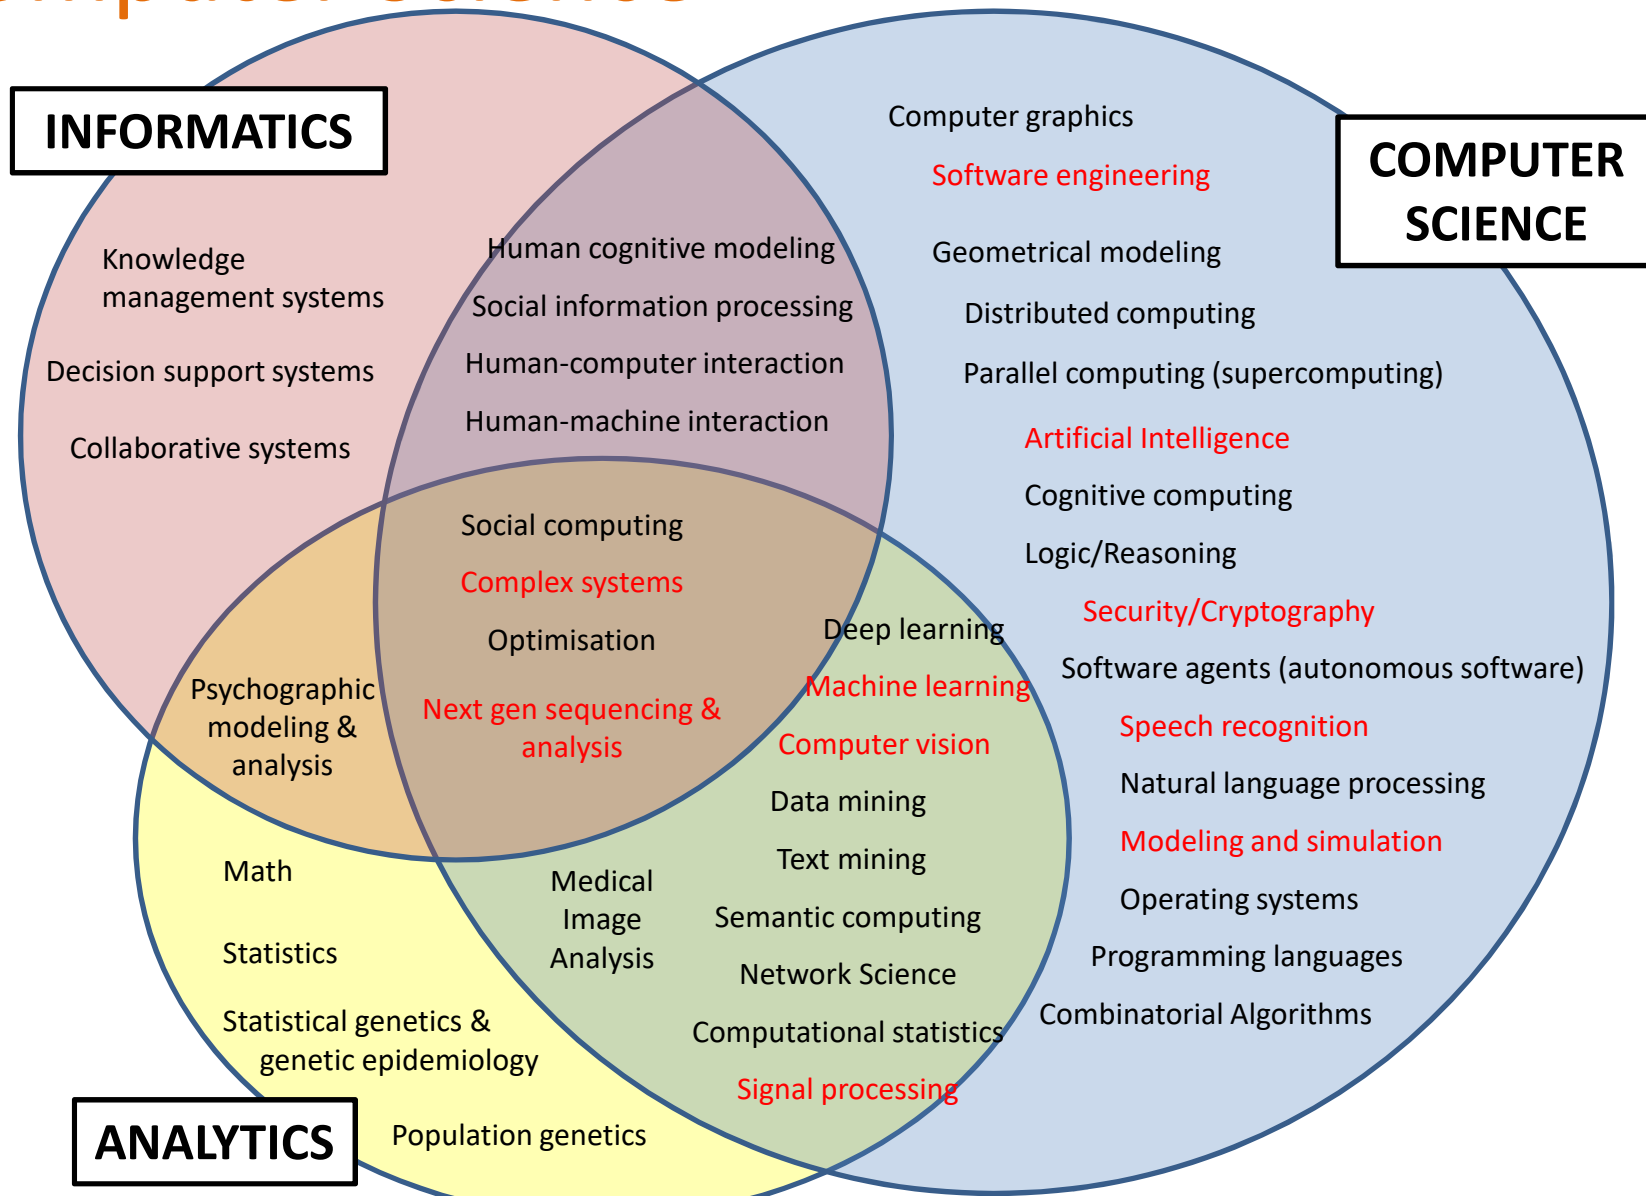 INFORMATICS
Knowledge
management systems
Decision support systems
Collaborative systems
Human cognitive modeling
Social information processing
Human-computer interaction
Human-machine interaction
COMPUTER
SCIENCE
Computer graphics
Software engineering
Geometrical modeling
Distributed computing
Parallel computing (supercomputing)
Artificial Intelligence
Cognitive computing
Logic/Reasoning
Security/Cryptography
Software agents (autonomous software)
Speech recognition
Natural language processing
Modeling and simulation
Operating systems
Programming languages
Combinatorial Algorithms
Social computing
Complex systems
Optimisation
Next gen sequencing &
analysis
Psychographic
modeling &
analysis
Deep learning
Machine learning
Computer vision
Data mining
Text mining
Semantic computing
Network Science
Computational statistics
Signal processing
Medical
Image
Analysis
Math
Statistics
Statistical genetics &
genetic epidemiology
Population genetics
ANALYTICS